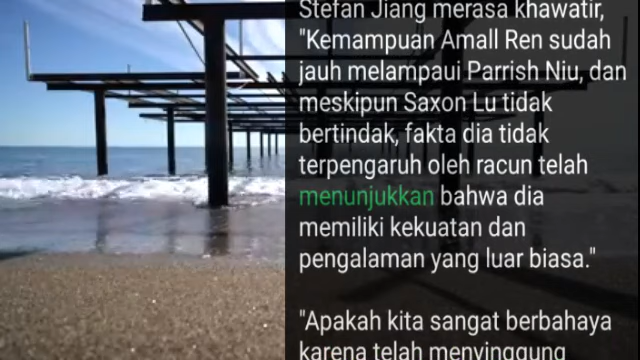 Stefan Jiang merasa khawatir,
"Kemampuan Amall Ren sudah
jauh melampaui Parrish Niu, dan
meskipun Saxon Lu tidak
bertindak, fakta dia tidak
terpengaruh oleh racun telah
menunjukkan bahwa dia
memiliki kekuatan dan
pengalaman yang luar biasa."
"Apakah kita sangat berbahaya
karena telah menyinggung